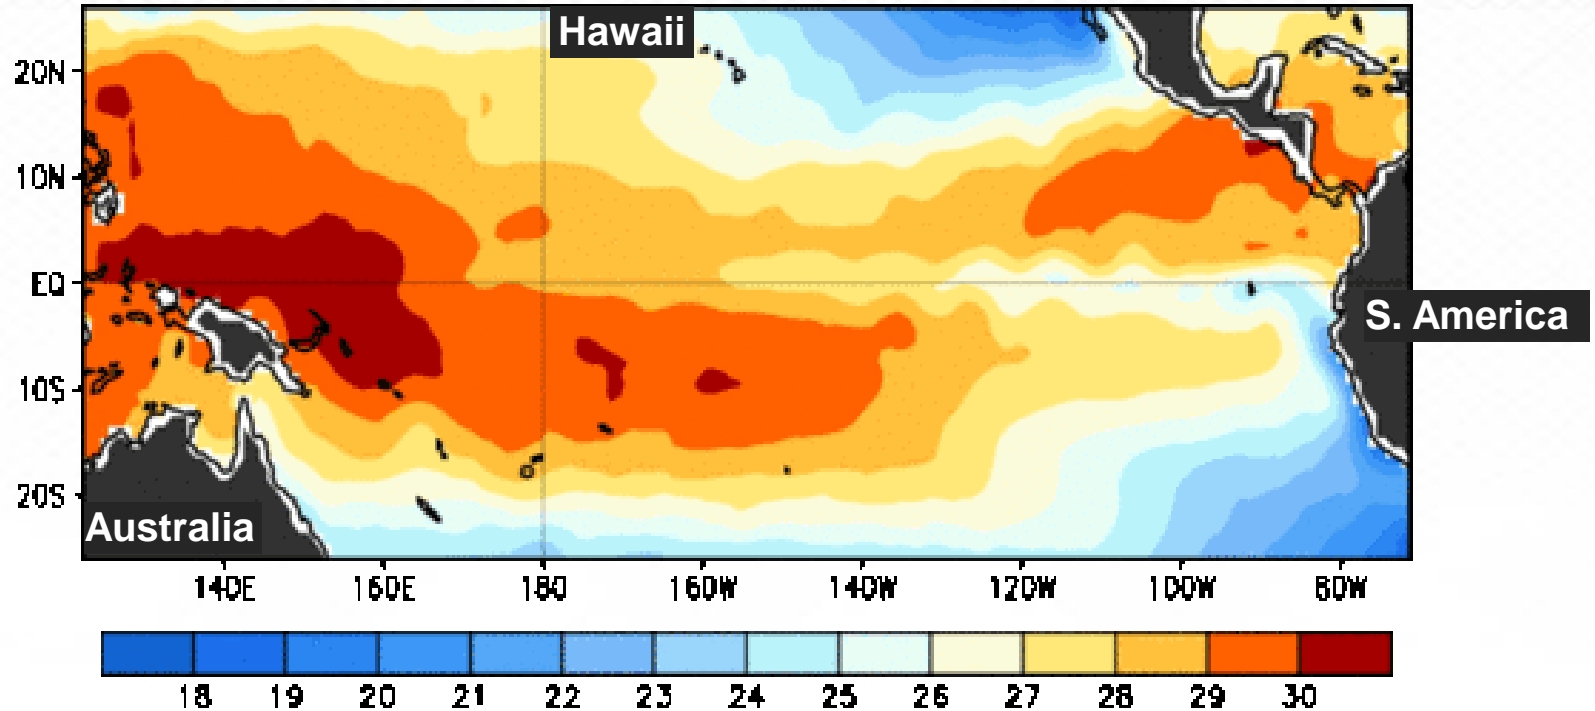 Hawaii
20N
10N
EQ
S. America
10S
20S
Australia
140E 160E 180 160W 140W 120W 100W 80W
18 19 20 21 22 23 24 25 26 27 28 29 30